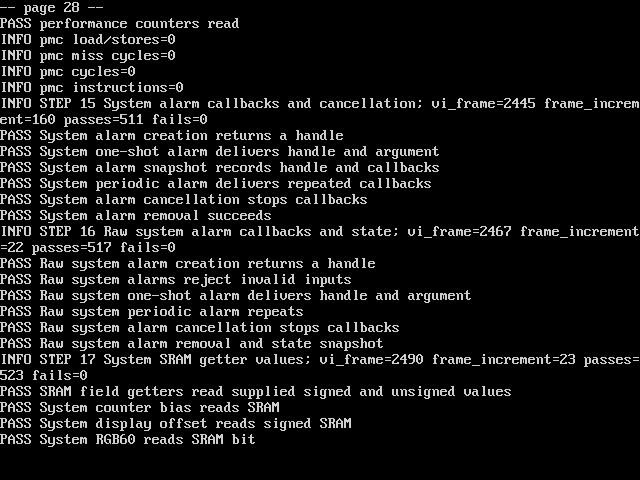 -- page 28 --
PASS performance counters read
INFO pmc load/stores=0
INFO pmc miss cycles=0
INFO pmc cycles=0
INFO pmc instructions=0
INFO STEP 15 System alarm callbacks and cancellation; vi_frame=2445 frame_increm
ent=160 passes=511 fails=0
PASS System alarm creation returns a handle
PASS System one-shot alarm delivers handle and argument
PASS System alarm snapshot records handle and callbacks
PASS System periodic alarm delivers repeated callbacks
PASS System alarm cancellation stops callbacks
PASS System alarm removal succeeds
INFO STEP 16 Raw system alarm callbacks and state; vi_frame=2467 frame_increment
=22 passes=517 fails=0
PASS Raw system alarm creation returns a handle
PASS Raw system alarms reject invalid inputs
PASS Raw system one-shot alarm delivers handle and argument
PASS Raw system periodic alarm repeats
PASS Raw system alarm cancellation stops callbacks
PASS Raw system alarm removal and state snapshot
INFO STEP 17 System SRAM getter values; vi_frame=2490 frame_increment=23 passes=
523 fails=0
PASS SRAM field getters read supplied signed and unsigned values
PASS System counter bias reads SRAM
PASS System display offset reads signed SRAM
PASS System RGB60 reads SRAM bit